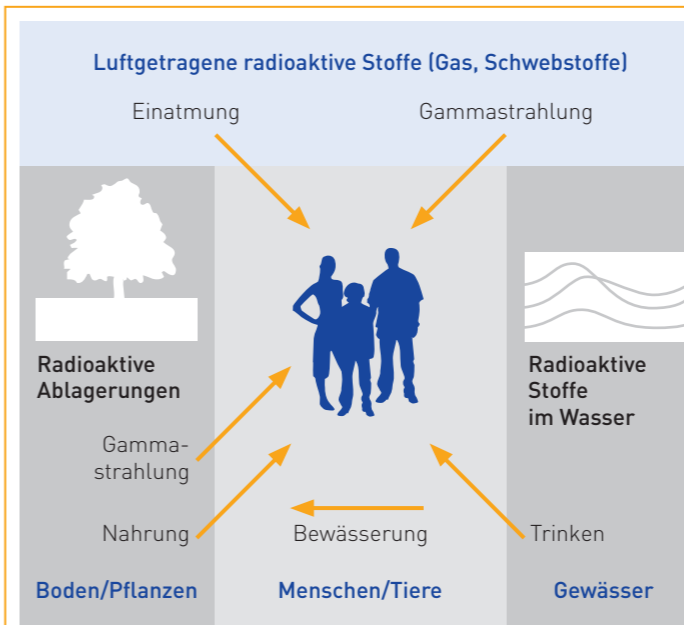 Luftgetragene radioaktive Stoffe (Gas, Schwebstoffe)
Einatmung
Gammastrahlung
Radioaktive
Ablagerungen
Radioaktive
Stoffe
im Wasser
Gamma-
strahlung
Nahrung
Bewässerung
Trinken
Boden/Pflanzen
Menschen/Tiere
Gewässer